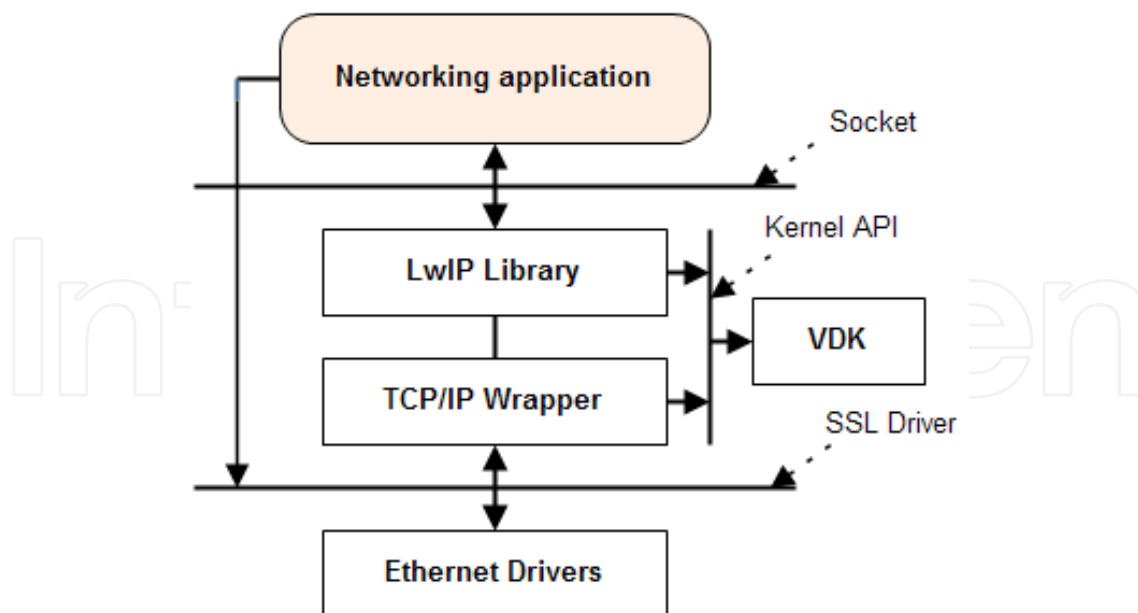 Networking application
Socket
Kernel API
LwIP Library
VDK
TCP/IP Wrapper
SSL Driver
Ethernet Drivers